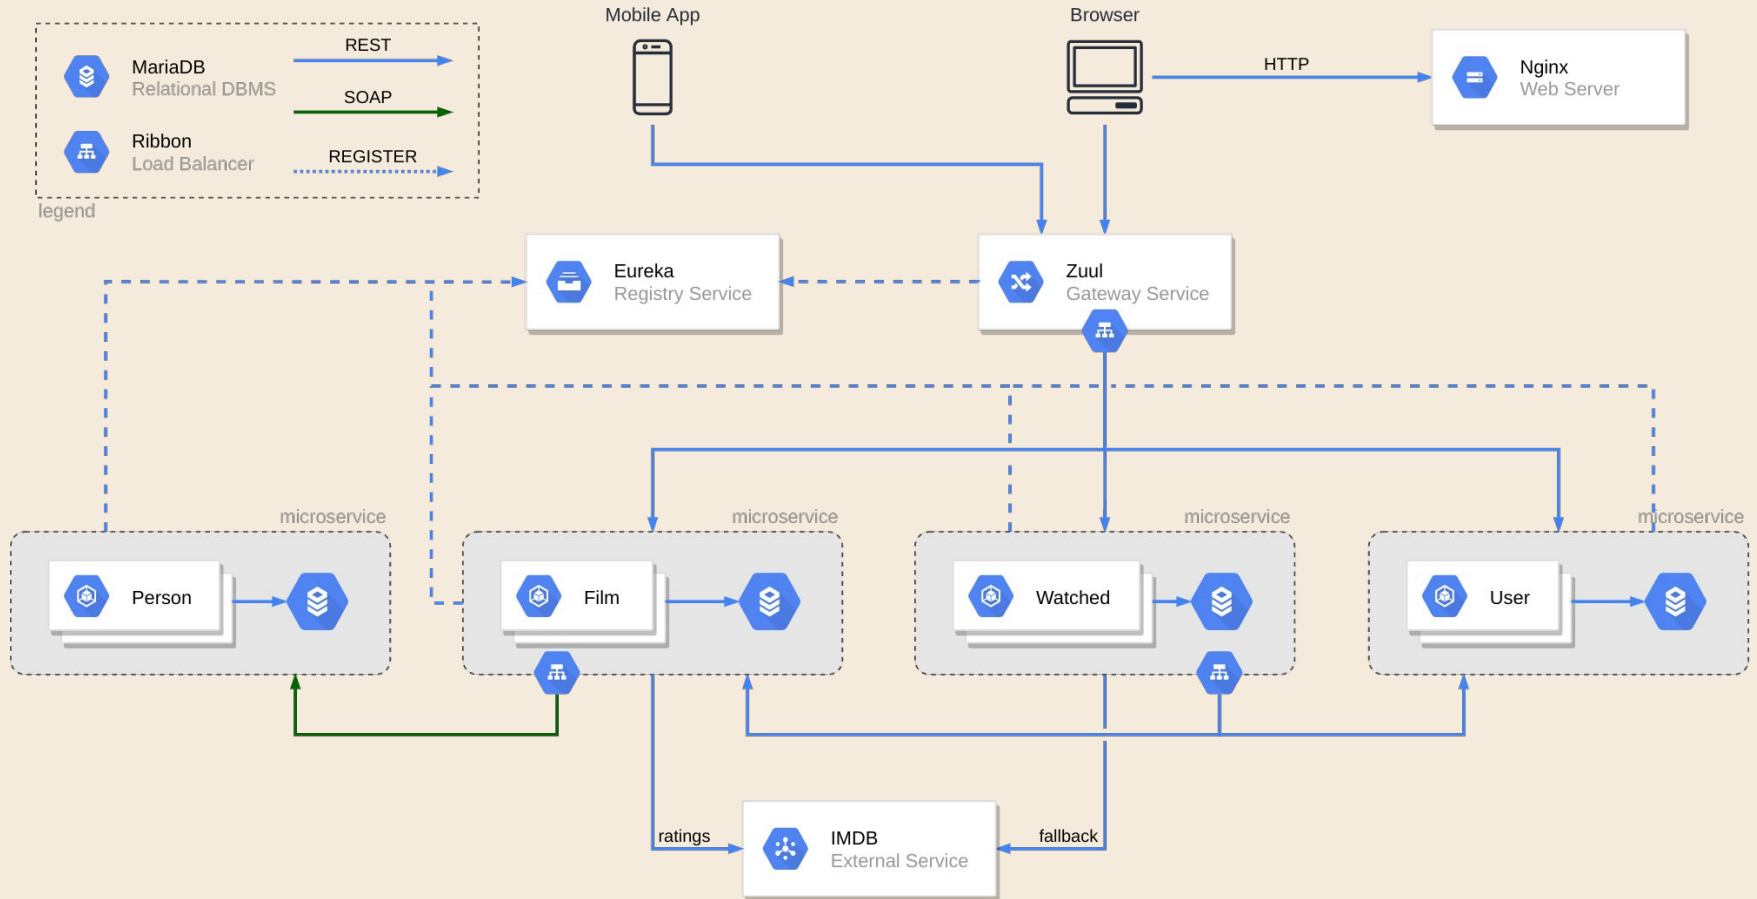 Mobile App
Browser
REST
MariaDB
Relational DBMS
SOAP
Ribbon
Load Balancer
REGISTER
legend
HTTP
Nginx
Web Server
Eureka
Registry Service
Zuul
Gateway Service
microservice
microservice
microservice
microservice
Person
Film
Watched
User
ratings
IMDB
External Service
fallback